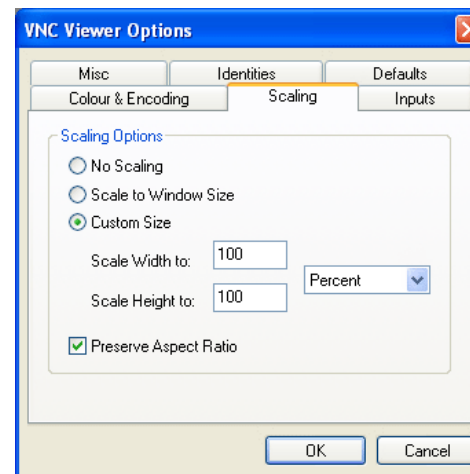 VNC Viewer Options
Misc Identities Defaults
Colour & Encoding Scaling Inputs
Scaling Options
No Scaling
Scale to Window Size
Custom Size
Scale Width to: 100
Percent
Scale Height to: 100
Preserve Aspect Ratio
OK Cancel